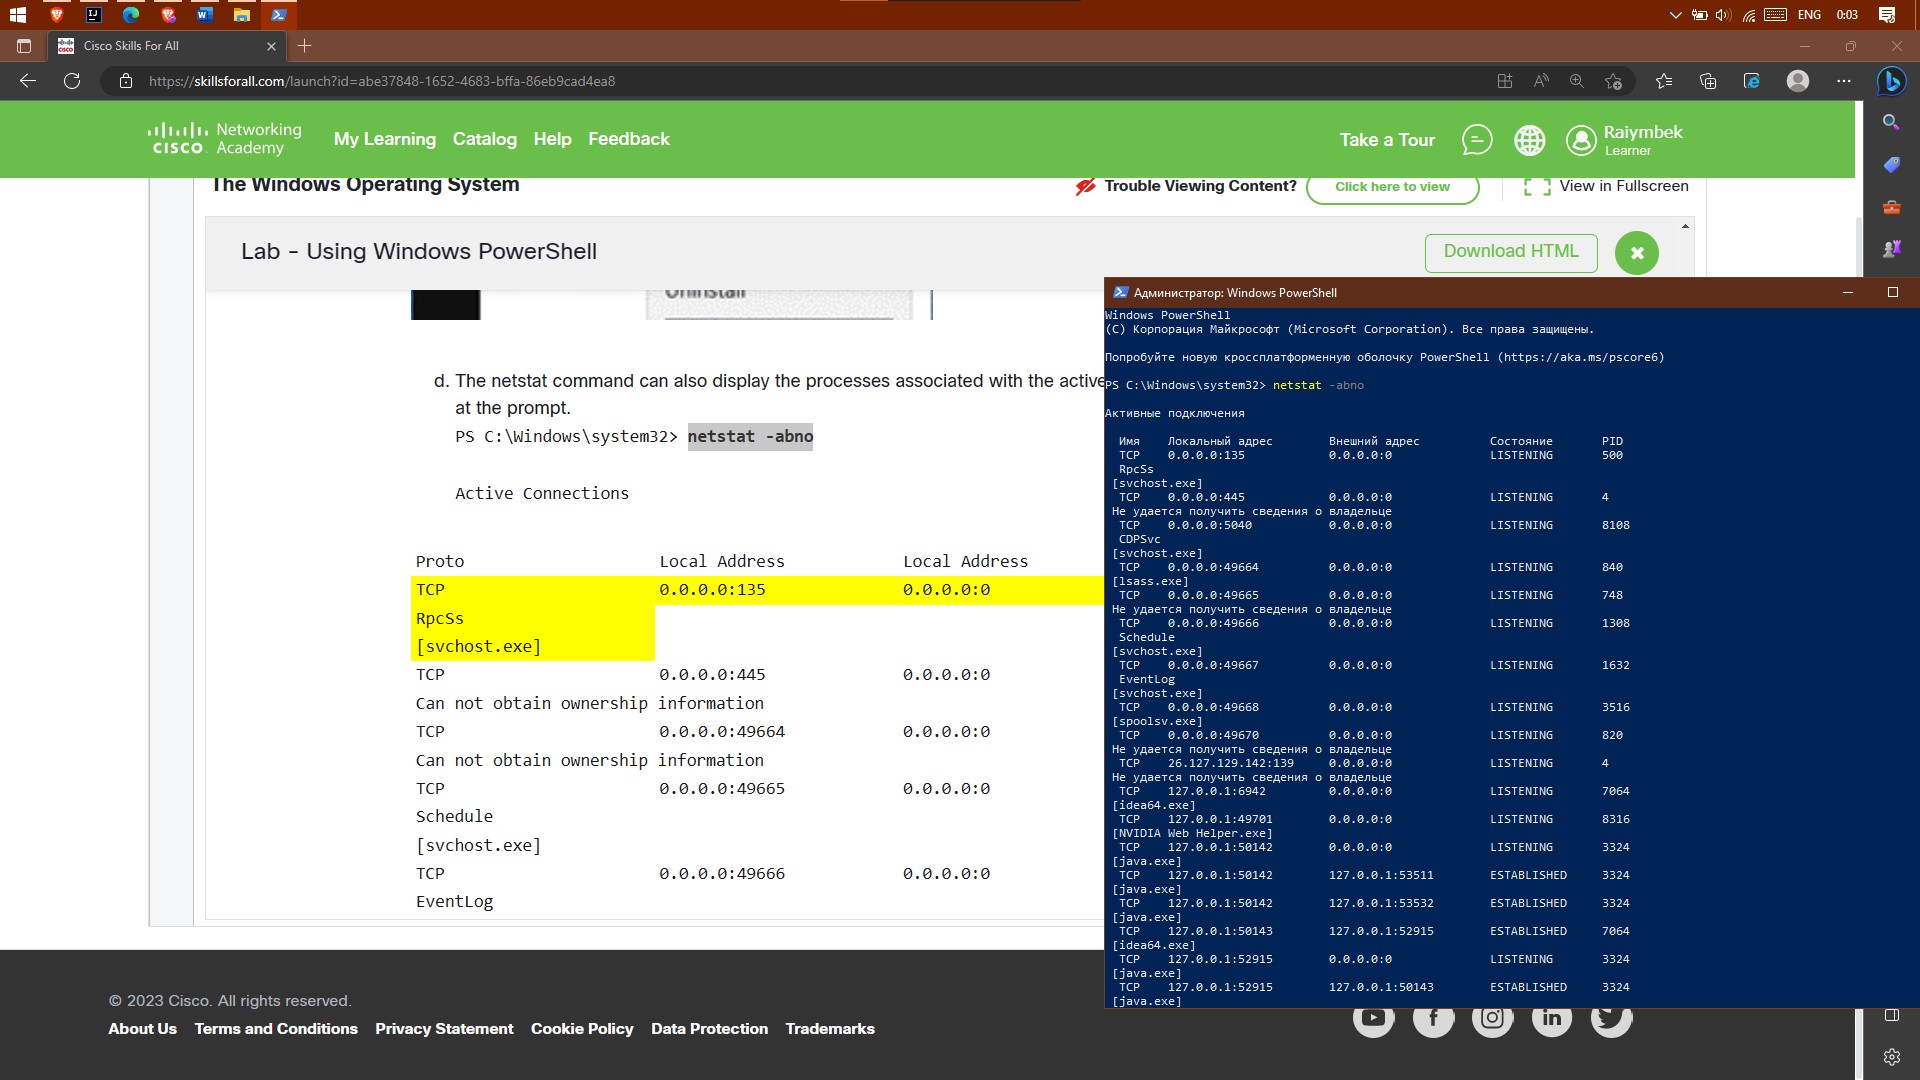 ENG
0:03
Cisco Skills For All
https://skillsforall.com/launch?id=abe37848-1652-4683-bffa-86eb9cad4ea8
CISCO Networking Academy
My Learning
Catalog
Help
Feedback
Take a Tour
Raiymbek
Learner
The Windows Operating System
Trouble Viewing Content?
Click here to view
View in Fullscreen
Lab - Using Windows PowerShell
Download HTML
Uninstall
d. The netstat command can also display the processes associated with the active
at the prompt.
PS C:\Windows\system32> netstat -abno
Active Connections
Proto Local Address Local Address
TCP 0.0.0.0:135 0.0.0.0:0
RpcSs
[svchost.exe]
TCP 0.0.0.0:445 0.0.0.0:0
Can not obtain ownership information
TCP 0.0.0.0:49664 0.0.0.0:0
Can not obtain ownership information
TCP 0.0.0.0:49665 0.0.0.0:0
Schedule
[svchost.exe]
TCP 0.0.0.0:49666 0.0.0.0:0
EventLog
Администратор: Windows PowerShell
Windows PowerShell
(C) Корпорация Майкрософт (Microsoft Corporation). Все права защищены.
Попробуйте новую кроссплатформенную оболочку PowerShell (https://aka.ms/pscore6)
PS C:\Windows\system32> netstat -abno
Активные подключения
Имя Локальный адрес Внешний адрес Состояние PID
TCP 0.0.0.0:135 0.0.0.0:0 LISTENING 500
RpcSs
[svchost.exe]
TCP 0.0.0.0:445 0.0.0.0:0 LISTENING 4
Не удается получить сведения о владельце
TCP 0.0.0.0:5040 0.0.0.0:0 LISTENING 8108
CDPSvc
[svchost.exe]
TCP 0.0.0.0:49664 0.0.0.0:0 LISTENING 840
[lsass.exe]
TCP 0.0.0.0:49665 0.0.0.0:0 LISTENING 748
Не удается получить сведения о владельце
TCP 0.0.0.0:49666 0.0.0.0:0 LISTENING 1308
Schedule
[svchost.exe]
TCP 0.0.0.0:49667 0.0.0.0:0 LISTENING 1632
EventLog
[svchost.exe]
TCP 0.0.0.0:49668 0.0.0.0:0 LISTENING 3516
[spoolsv.exe]
TCP 0.0.0.0:49670 0.0.0.0:0 LISTENING 820
Не удается получить сведения о владельце
TCP 26.127.129.142:139 0.0.0.0:0 LISTENING 4
Не удается получить сведения о владельце
TCP 127.0.0.1:6942 0.0.0.0:0 LISTENING 7064
[idea64.exe]
TCP 127.0.0.1:49701 0.0.0.0:0 LISTENING 8316
[NVIDIA Web Helper.exe]
TCP 127.0.0.1:50142 0.0.0.0:0 LISTENING 3324
[java.exe]
TCP 127.0.0.1:50142 127.0.0.1:53511 ESTABLISHED 3324
[java.exe]
TCP 127.0.0.1:50142 127.0.0.1:53532 ESTABLISHED 3324
[java.exe]
TCP 127.0.0.1:50143 127.0.0.1:52915 ESTABLISHED 7064
[idea64.exe]
TCP 127.0.0.1:52915 0.0.0.0:0 LISTENING 3324
[java.exe]
TCP 127.0.0.1:52915 127.0.0.1:50143 ESTABLISHED 3324
[java.exe]
© 2023 Cisco. All rights reserved.
About Us
Terms and Conditions
Privacy Statement
Cookie Policy
Data Protection
Trademarks